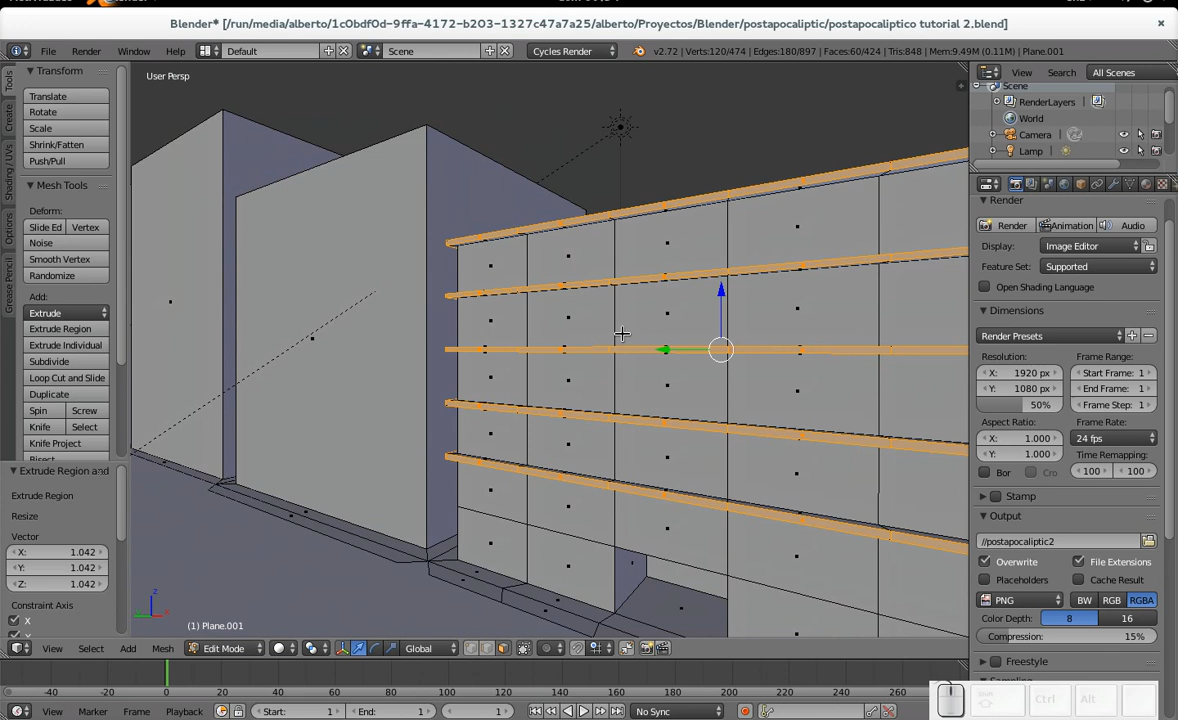 Help
Blender* [/run/media/alberto/1c0bdf0d-9ffa-4172-b203-1327c47a7a25/alberto/Proyectos/Blender/postapocaliptic/postapocaliptico tutorial 2.blend]
File Render Window Help Default Scene Cycles Render v2.72 | Verts:120/474 | Edges:180/897 | Faces:60/424 | Tris:848 | Mem:9.49M (0.11M) | Plane.001
Tools
Create
Shading/UVs
Options
Grease Pencil
Transform
Translate
Rotate
Scale
Shrink/Fatten
Push/Pull
Mesh Tools
Deform:
Slide Ed Vertex
Noise
Smooth Vertex
Randomize
Add:
Extrude
Extrude Region
Extrude Individual
Subdivide
Loop Cut and Slide
Duplicate
Spin Screw
Knife Select
Knife Project
Bisect
Extrude Region and
Extrude Region
Resize
Vector
X: 1.042
Y: 1.042
Z: 1.042
Constraint Axis
X
User Persp
z
(1) Plane.001
View Select Add Mesh Edit Mode Global
-40 -20 0 20 40 60 80 100 120 140 160 180 200 220 240 260
View Marker Frame Playback Start: 1 End: 1 1 No Sync
View Search All Scenes
Scene
RenderLayers
World
Camera
Lamp
Render
Render Animation Audio
Display: Image Editor
Feature Set: Supported
Open Shading Language
Dimensions
Render Presets
Resolution: Frame Range:
X: 1920 px Start Frame: 1
Y: 1080 px End Frame: 1
50% Frame Step: 1
Aspect Ratio: Frame Rate:
X: 1.000 24 fps
Y: 1.000 Time Remapping:
Bor Cro 100 100
Stamp
Output
//postapocaliptic2
Overwrite File Extensions
Placeholders Cache Result
PNG BW RGB RGBA
Color Depth: 8 16
Compression: 15%
Freestyle
Shift Ctrl Alt